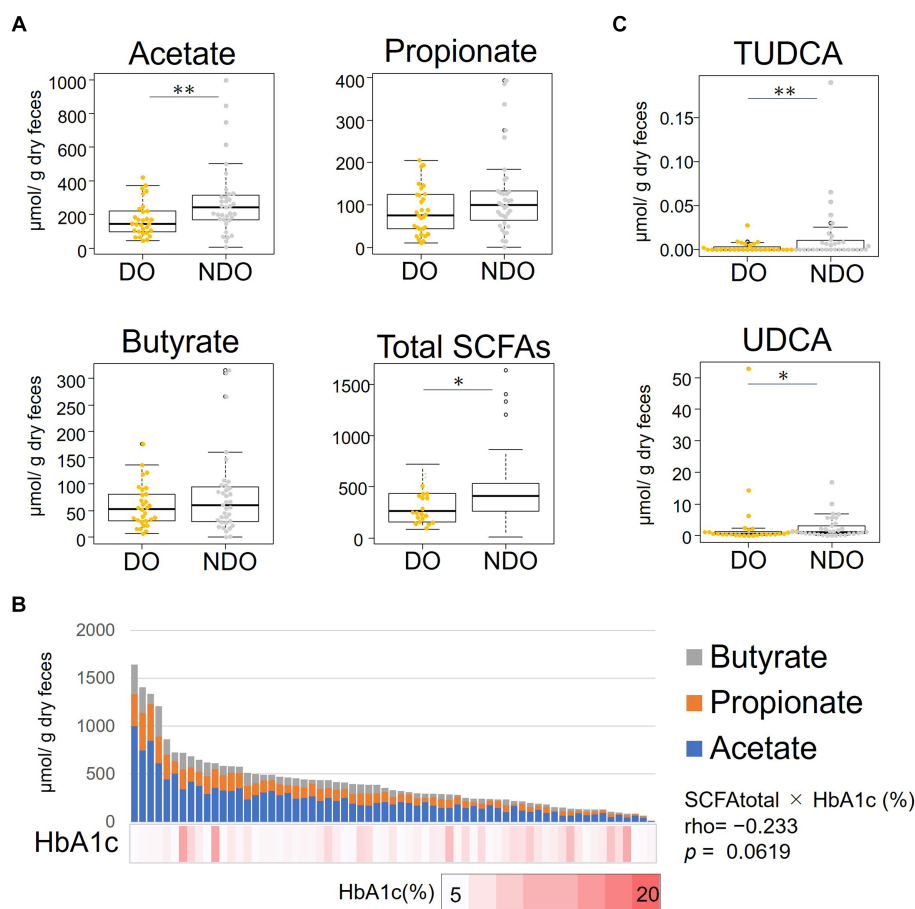 A
Acetate
μmol/ g dry feces
1000
800
600
400
200
0
**
DO NDO
Propionate
400
300
200
100
0
DO NDO
Butyrate
μmol/ g dry feces
300
250
200
150
100
50
0
DO NDO
Total SCFAs
1500
1000
500
0
*
DO NDO
C
TUDCA
μmol/ g dry feces
0.15
0.10
0.05
0.00
**
DO NDO
UDCA
μmol/ g dry feces
50
40
30
20
10
0
*
DO NDO
B
μmol/ g dry feces
2000
1500
1000
500
0
HbA1c
HbA1c(%) 5 20
Butyrate
Propionate
Acetate
SCFAtotal × HbA1c (%)
rho= −0.233
p = 0.0619